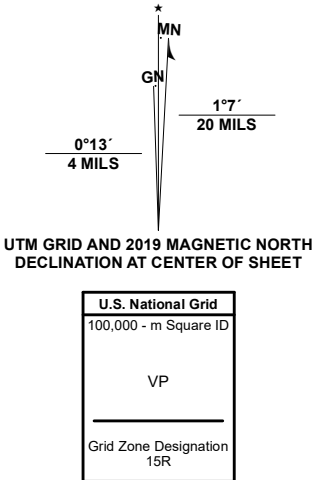 MN
GN
1°7´
20 MILS
0°13´
4 MILS
UTM GRID AND 2019 MAGNETIC NORTH
DECLINATION AT CENTER OF SHEET
U.S. National Grid
100,000 - m Square ID
VP
Grid Zone Designation
15R